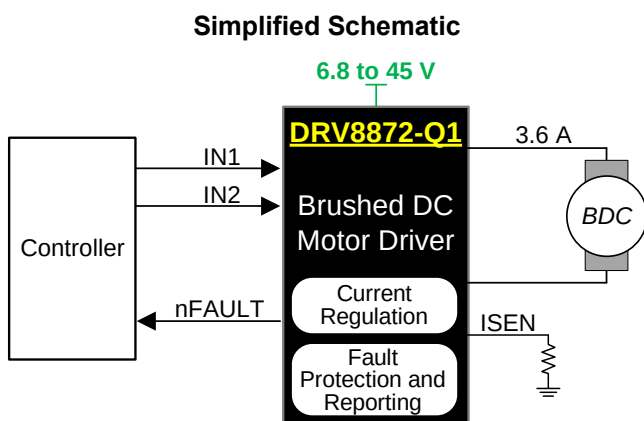 Simplified Schematic
6.8 to 45 V
DRV8872-Q1
3.6 A
IN1
IN2
Brushed DC
Motor Driver
BDC
Controller
Current
Regulation
nFAULT
ISEN
Fault
Protection and
Reporting